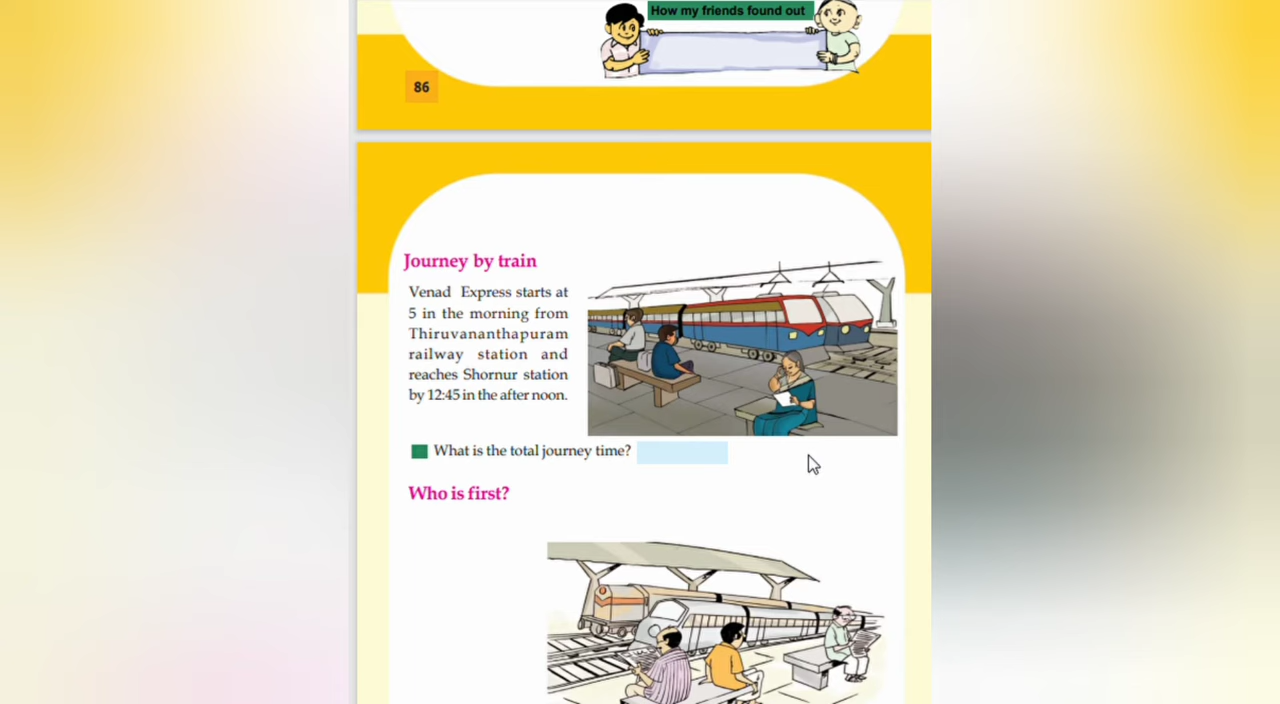 How my friends found out
86
Journey by train
Venad Express starts at
5 in the morning from
Thiruvananthapuram
railway station and
reaches Shornur station
by 12:45 in the after noon.
What is the total journey time?
Who is first?